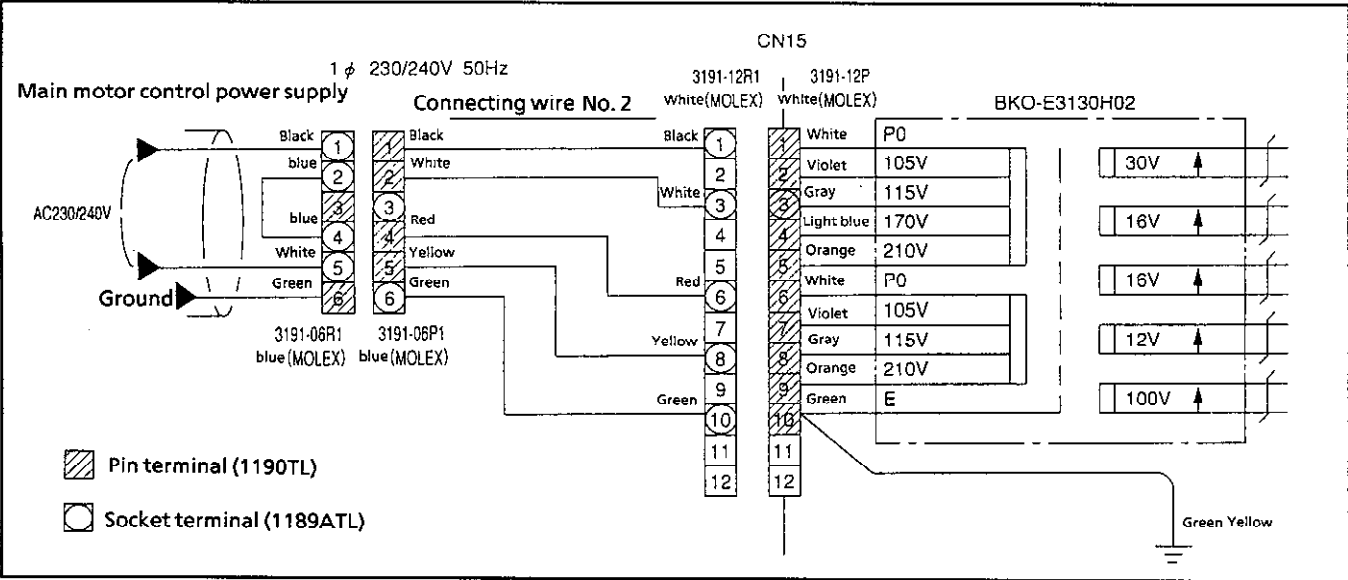 CN15
1 φ 230/240V 50Hz
Main motor control power supply
Connecting wire No. 2
3191-12R1
White(MOLEX)
3191-12P
White(MOLEX)
BKO-E3130H02
AC230/240V
Ground
Black
blue
blue
White
Green
1
2
3
4
5
6
3191-06R1
blue(MOLEX)
1
2
3
4
5
6
Black
White
Red
Yellow
Green
3191-06P1
blue(MOLEX)
Black
White
Red
Yellow
Green
1
2
3
4
5
6
7
8
9
10
11
12
1
2
3
4
5
6
7
8
9
10
11
12
White P0
Violet 105V
Gray 115V
Light blue 170V
Orange 210V
White P0
Violet 105V
Gray 115V
Orange 210V
Green E
30V
16V
16V
12V
100V
Pin terminal (1190TL)
Socket terminal (1189ATL)
Green Yellow